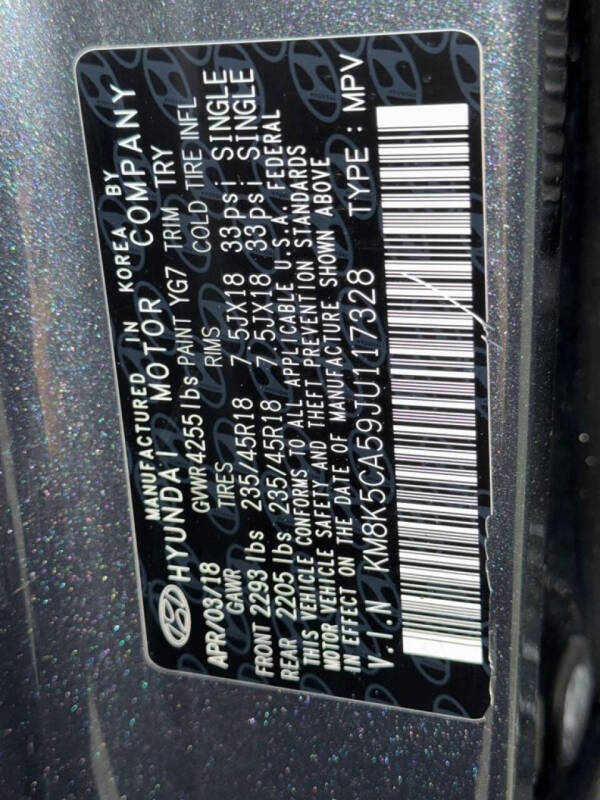 MANUFACTURED IN KOREA BY
HYUNDAI MOTOR COMPANY
APR/03/18 GVWR 4255lbs PAINT YG7 TRIM TRY
GAWR TIRES RIMS COLD TIRE INFL
FRONT 2293 lbs 235/45R18 7.5JX18 33psi SINGLE
REAR 2205 lbs 235/45R18 7.5JX18 33psi SINGLE
THIS VEHICLE CONFORMS TO ALL APPLICABLE U.S.A. FEDERAL
MOTOR VEHICLE SAFETY AND THEFT PREVENTION STANDARDS
IN EFFECT ON THE DATE OF MANUFACTURE SHOWN ABOVE
V.I.N KM8K5CA59JU117328 TYPE : MPV